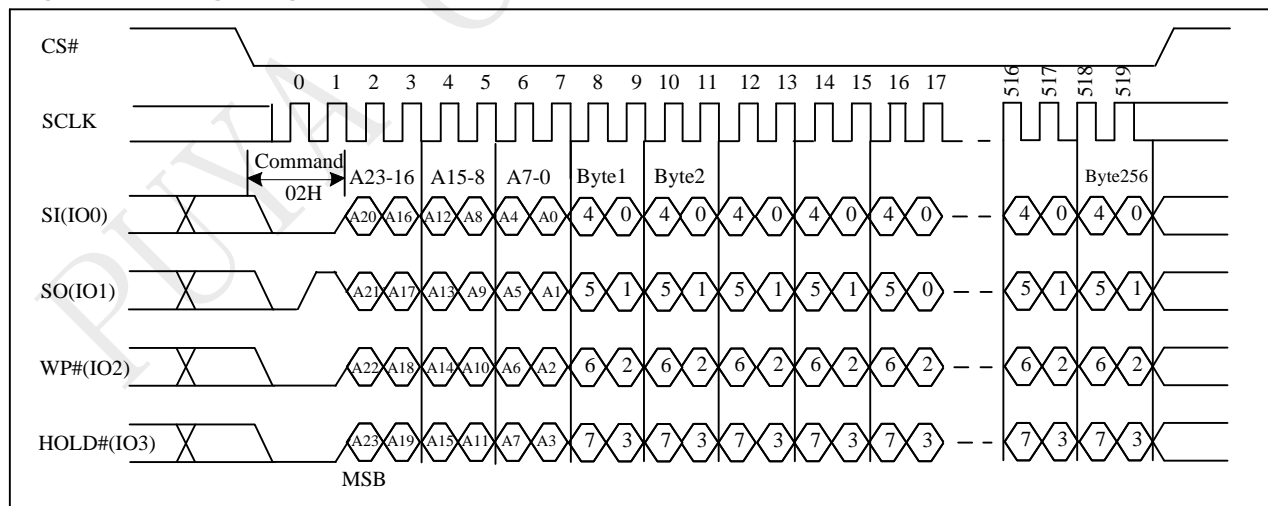 CS#
0 1 2 3 4 5 6 7 8 9 10 11 12 13 14 15 16 17 516 517 518 519
SCLK
Command
02H
A23-16 A15-8 A7-0 Byte1 Byte2 Byte256
SI(IO0) A20 A16 A12 A8 A4 A0 4 0 4 0 4 0 4 0 4 0 4 0 4 0
SO(IO1) A21 A17 A13 A9 A5 A1 5 1 5 1 5 1 5 1 5 0 5 1 5 1
WP#(IO2) A22 A18 A14 A10 A6 A2 6 2 6 2 6 2 6 2 6 2 6 2 6 2
HOLD#(IO3) A23 A19 A15 A11 A7 A3 7 3 7 3 7 3 7 3 7 3 7 3 7 3
MSB
PUYA